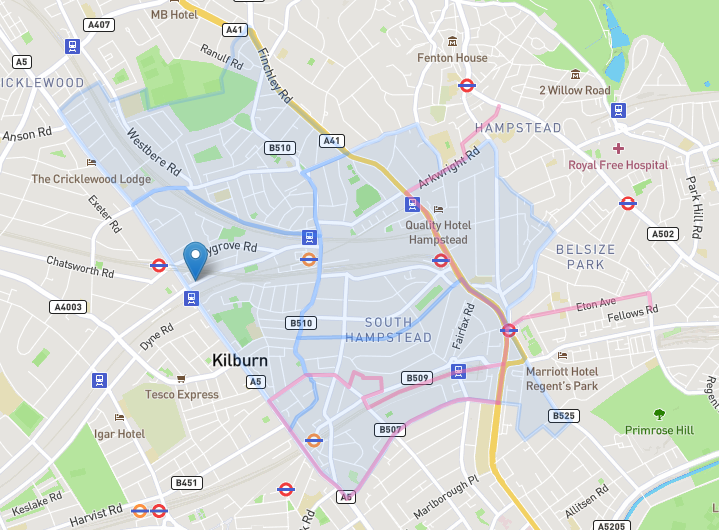 MB Hotel
A407
A41
Ranulf Rd
Finchley Rd
Fenton House
A5
ICKLEWOOD
2 Willow Road
Westbere Rd
Anson Rd
B510
A41
HAMPSTEAD
Arkwright Rd
Royal Free Hospital
The Cricklewood Lodge
Park Hill Rd
Exeter Rd
Quality Hotel
Hampstead
A502
ygrove Rd
BELSIZE
PARK
Chatsworth Rd
A4003
Eton Ave
Fellows Rd
B510
SOUTH
HAMPSTEAD
Fairfax Rd
Dyne Rd
Kilburn
A5
B509
Marriott Hotel
Regent's Park
Regent
Tesco Express
B525
Primrose Hill
Igar Hotel
B507
B451
Marlborough Pl
Allitsen Rd
Keslake Rd
Harvist Rd
A5
k Rd
A5205
L